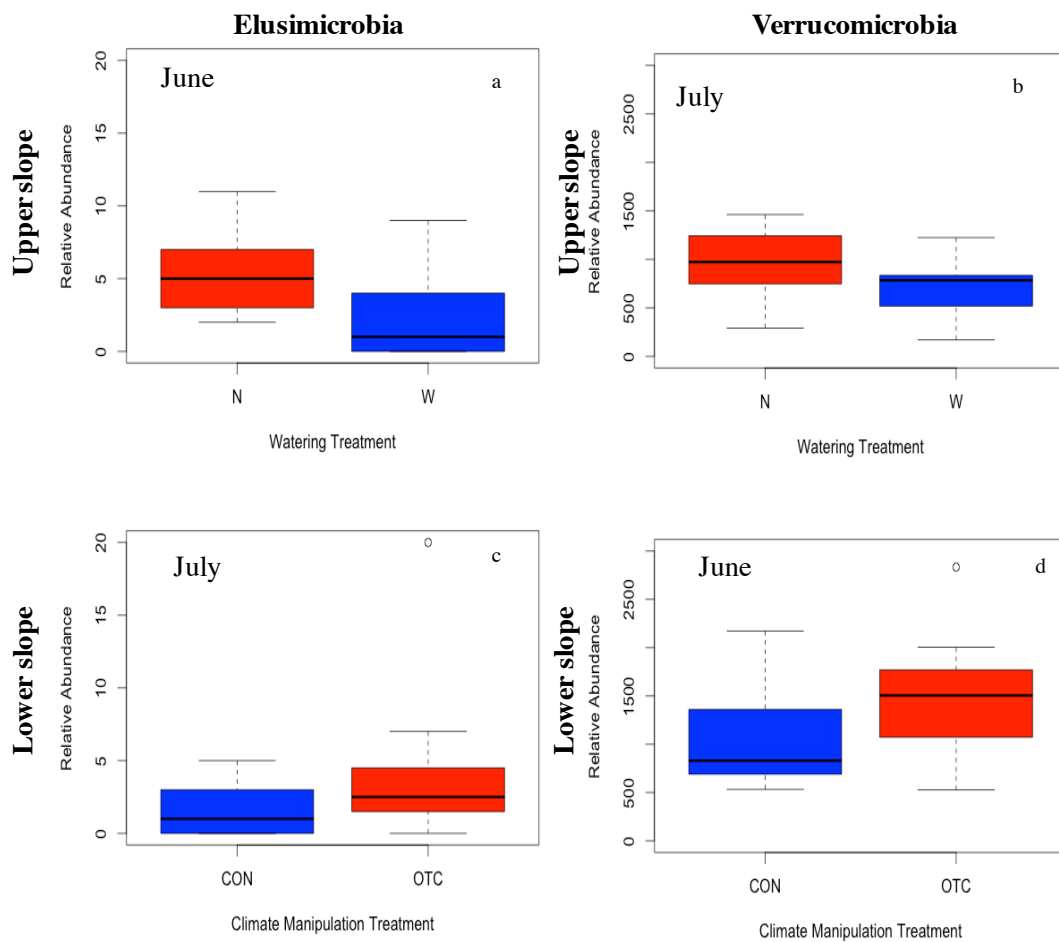 Elusimicrobia
Verrucomicrobia
Upper slope
Relative Abundance
20
15
10
5
0
June
a
N
W
Watering Treatment
Upper slope
Relative Abundance
2500
1500
500
0
July
b
N
W
Watering Treatment
Lower slope
Relative Abundance
20
15
10
5
0
July
c
CON
OTC
Climate Manipulation Treatment
Lower slope
Relative Abundance
2500
1500
500
0
June
d
CON
OTC
Climate Manipulation Treatment